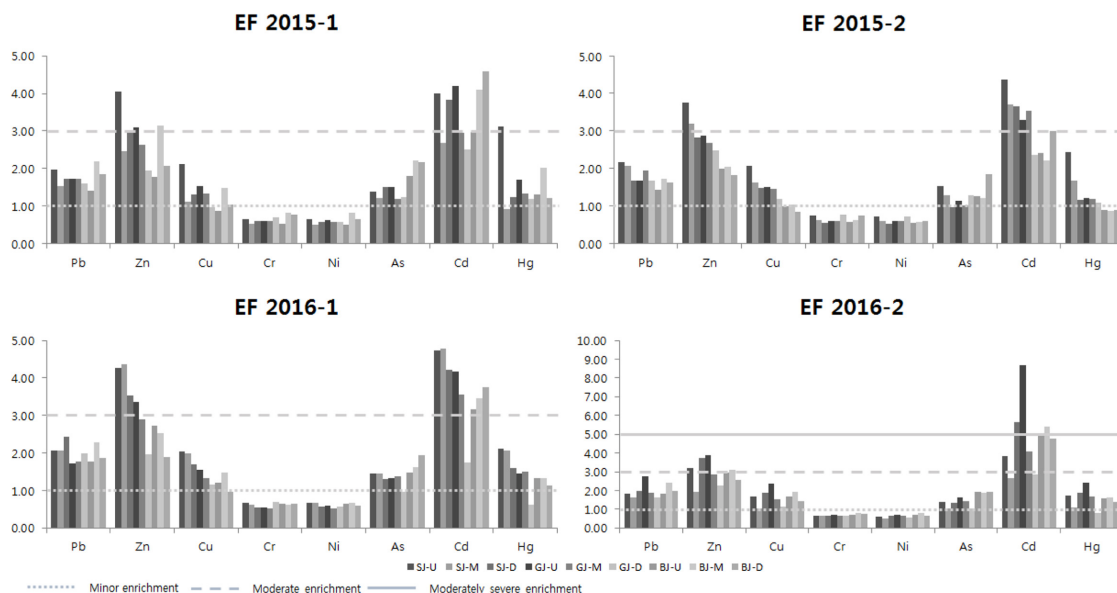 EF 2015-1
5.00
4.00
3.00
2.00
1.00
0.00
Pb Zn Cu Cr Ni As Cd Hg
EF 2015-2
5.00
4.00
3.00
2.00
1.00
0.00
Pb Zn Cu Cr Ni As Cd Hg
EF 2016-1
5.00
4.00
3.00
2.00
1.00
0.00
Pb Zn Cu Cr Ni As Cd Hg
EF 2016-2
10.00
9.00
8.00
7.00
6.00
5.00
4.00
3.00
2.00
1.00
0.00
Pb Zn Cu Cr Ni As Cd Hg
SJ-U SJ-M SJ-D GJ-U GJ-M GJ-D BJ-U BJ-M BJ-D
Minor enrichment Moderate enrichment Moderately severe enrichment